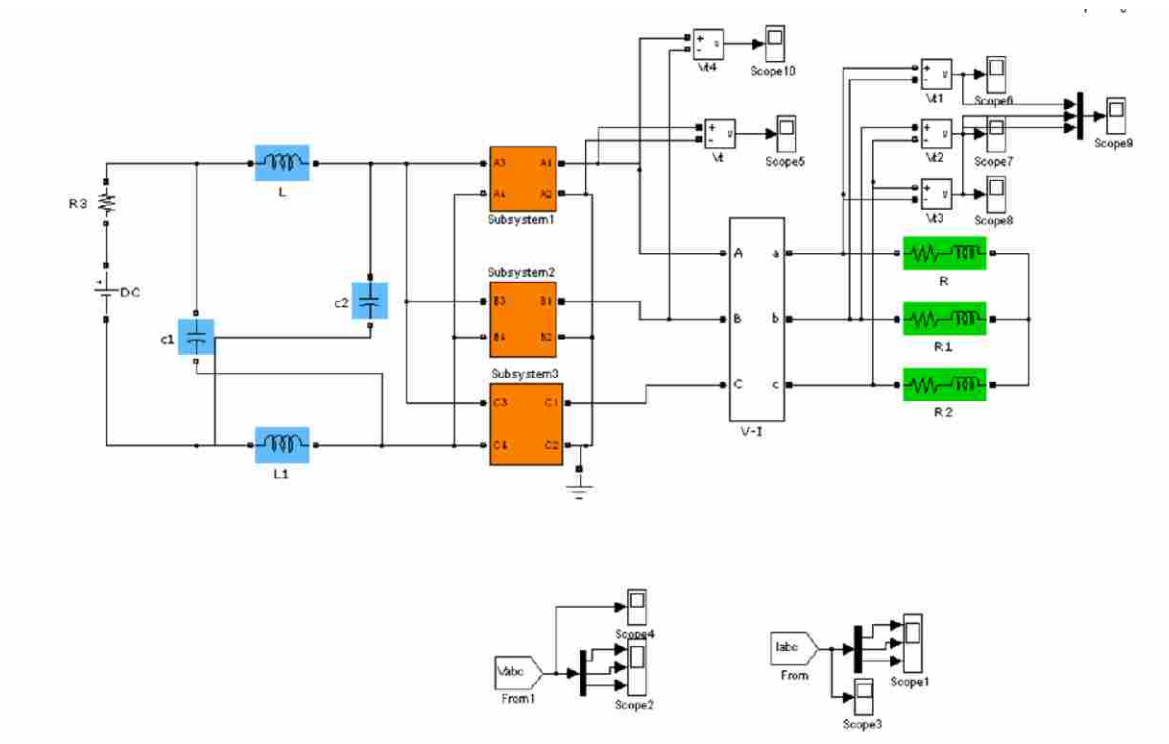 Vt4
Scope10
Vt
Scope5
Vt1
Scope6
Vt2
Scope7
Vt3
Scope8
Scope9
R3
L
A3
A1
A4
A2
Subsystem1
DC
c1
c2
Subsystem2
B3
B1
B4
B2
Subsystem3
C3
C1
C4
C2
L1
A
a
B
b
C
c
V-I
R
R1
R2
Scope4
Vabc
From1
Scope2
Iabc
From
Scope1
Scope3